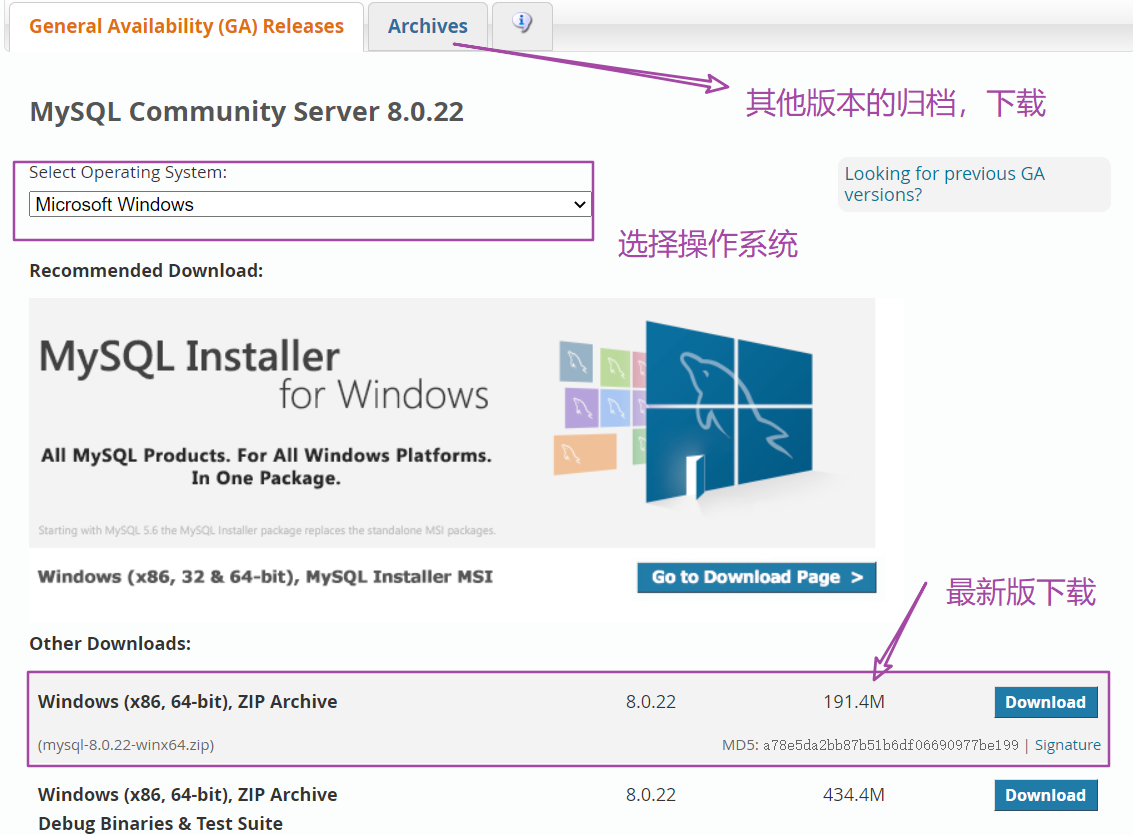 General Availability (GA) Releases
Archives
其他版本的归档，下载
MySQL Community Server 8.0.22
Select Operating System:
Microsoft Windows
Looking for previous GA
versions?
选择操作系统
Recommended Download:
MySQL Installer
for Windows
All MySQL Products. For All Windows Platforms.
In One Package.
Starting with MySQL 5.6 the MySQL Installer package replaces the standalone MSI packages.
Windows (x86, 32 & 64-bit), MySQL Installer MSI
Go to Download Page >
最新版下载
Other Downloads:
Windows (x86, 64-bit), ZIP Archive
8.0.22
191.4M
Download
(mysql-8.0.22-winx64.zip)
MD5: a78e5da2bb87b51b6df06690977be199 | Signature
Windows (x86, 64-bit), ZIP Archive
8.0.22
434.4M
Download
Debug Binaries & Test Suite